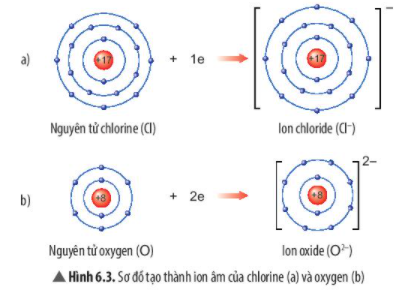 a) +17 + 1e +17 −
Nguyên tử chlorine (Cl) Ion chloride (Cl⁻)
b) +8 + 2e +8 2−
Nguyên tử oxygen (O) Ion oxide (O²⁻)
▲ Hình 6.3. Sơ đồ tạo thành ion âm của chlorine (a) và oxygen (b)